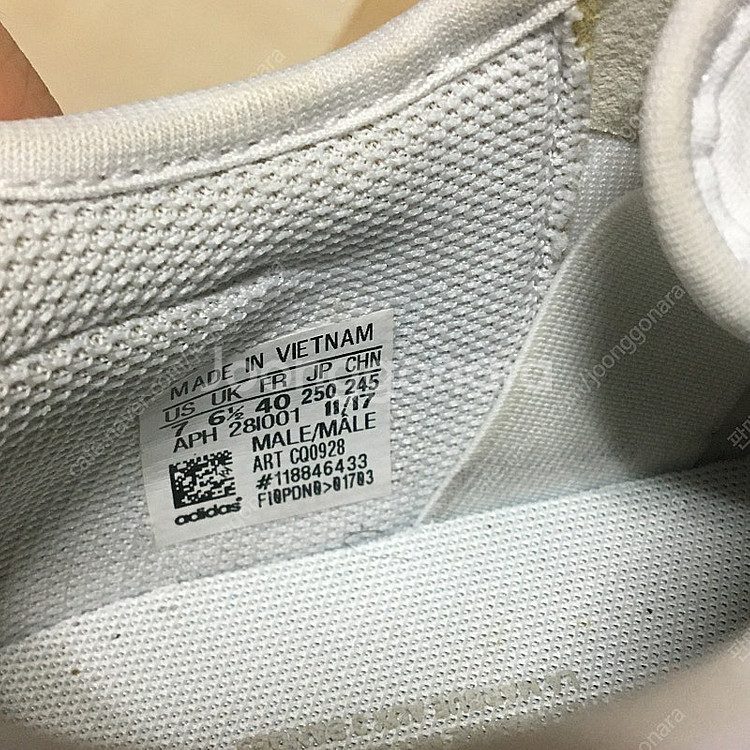 MADE IN VIETNAM
US UK FR JP CHN
7 6½ 40 250 245
APH 28I001 11/17
MALE/MÂLE
ART CQ0928
#118846433
F10PDN0>01703
adidas
/joonggonara